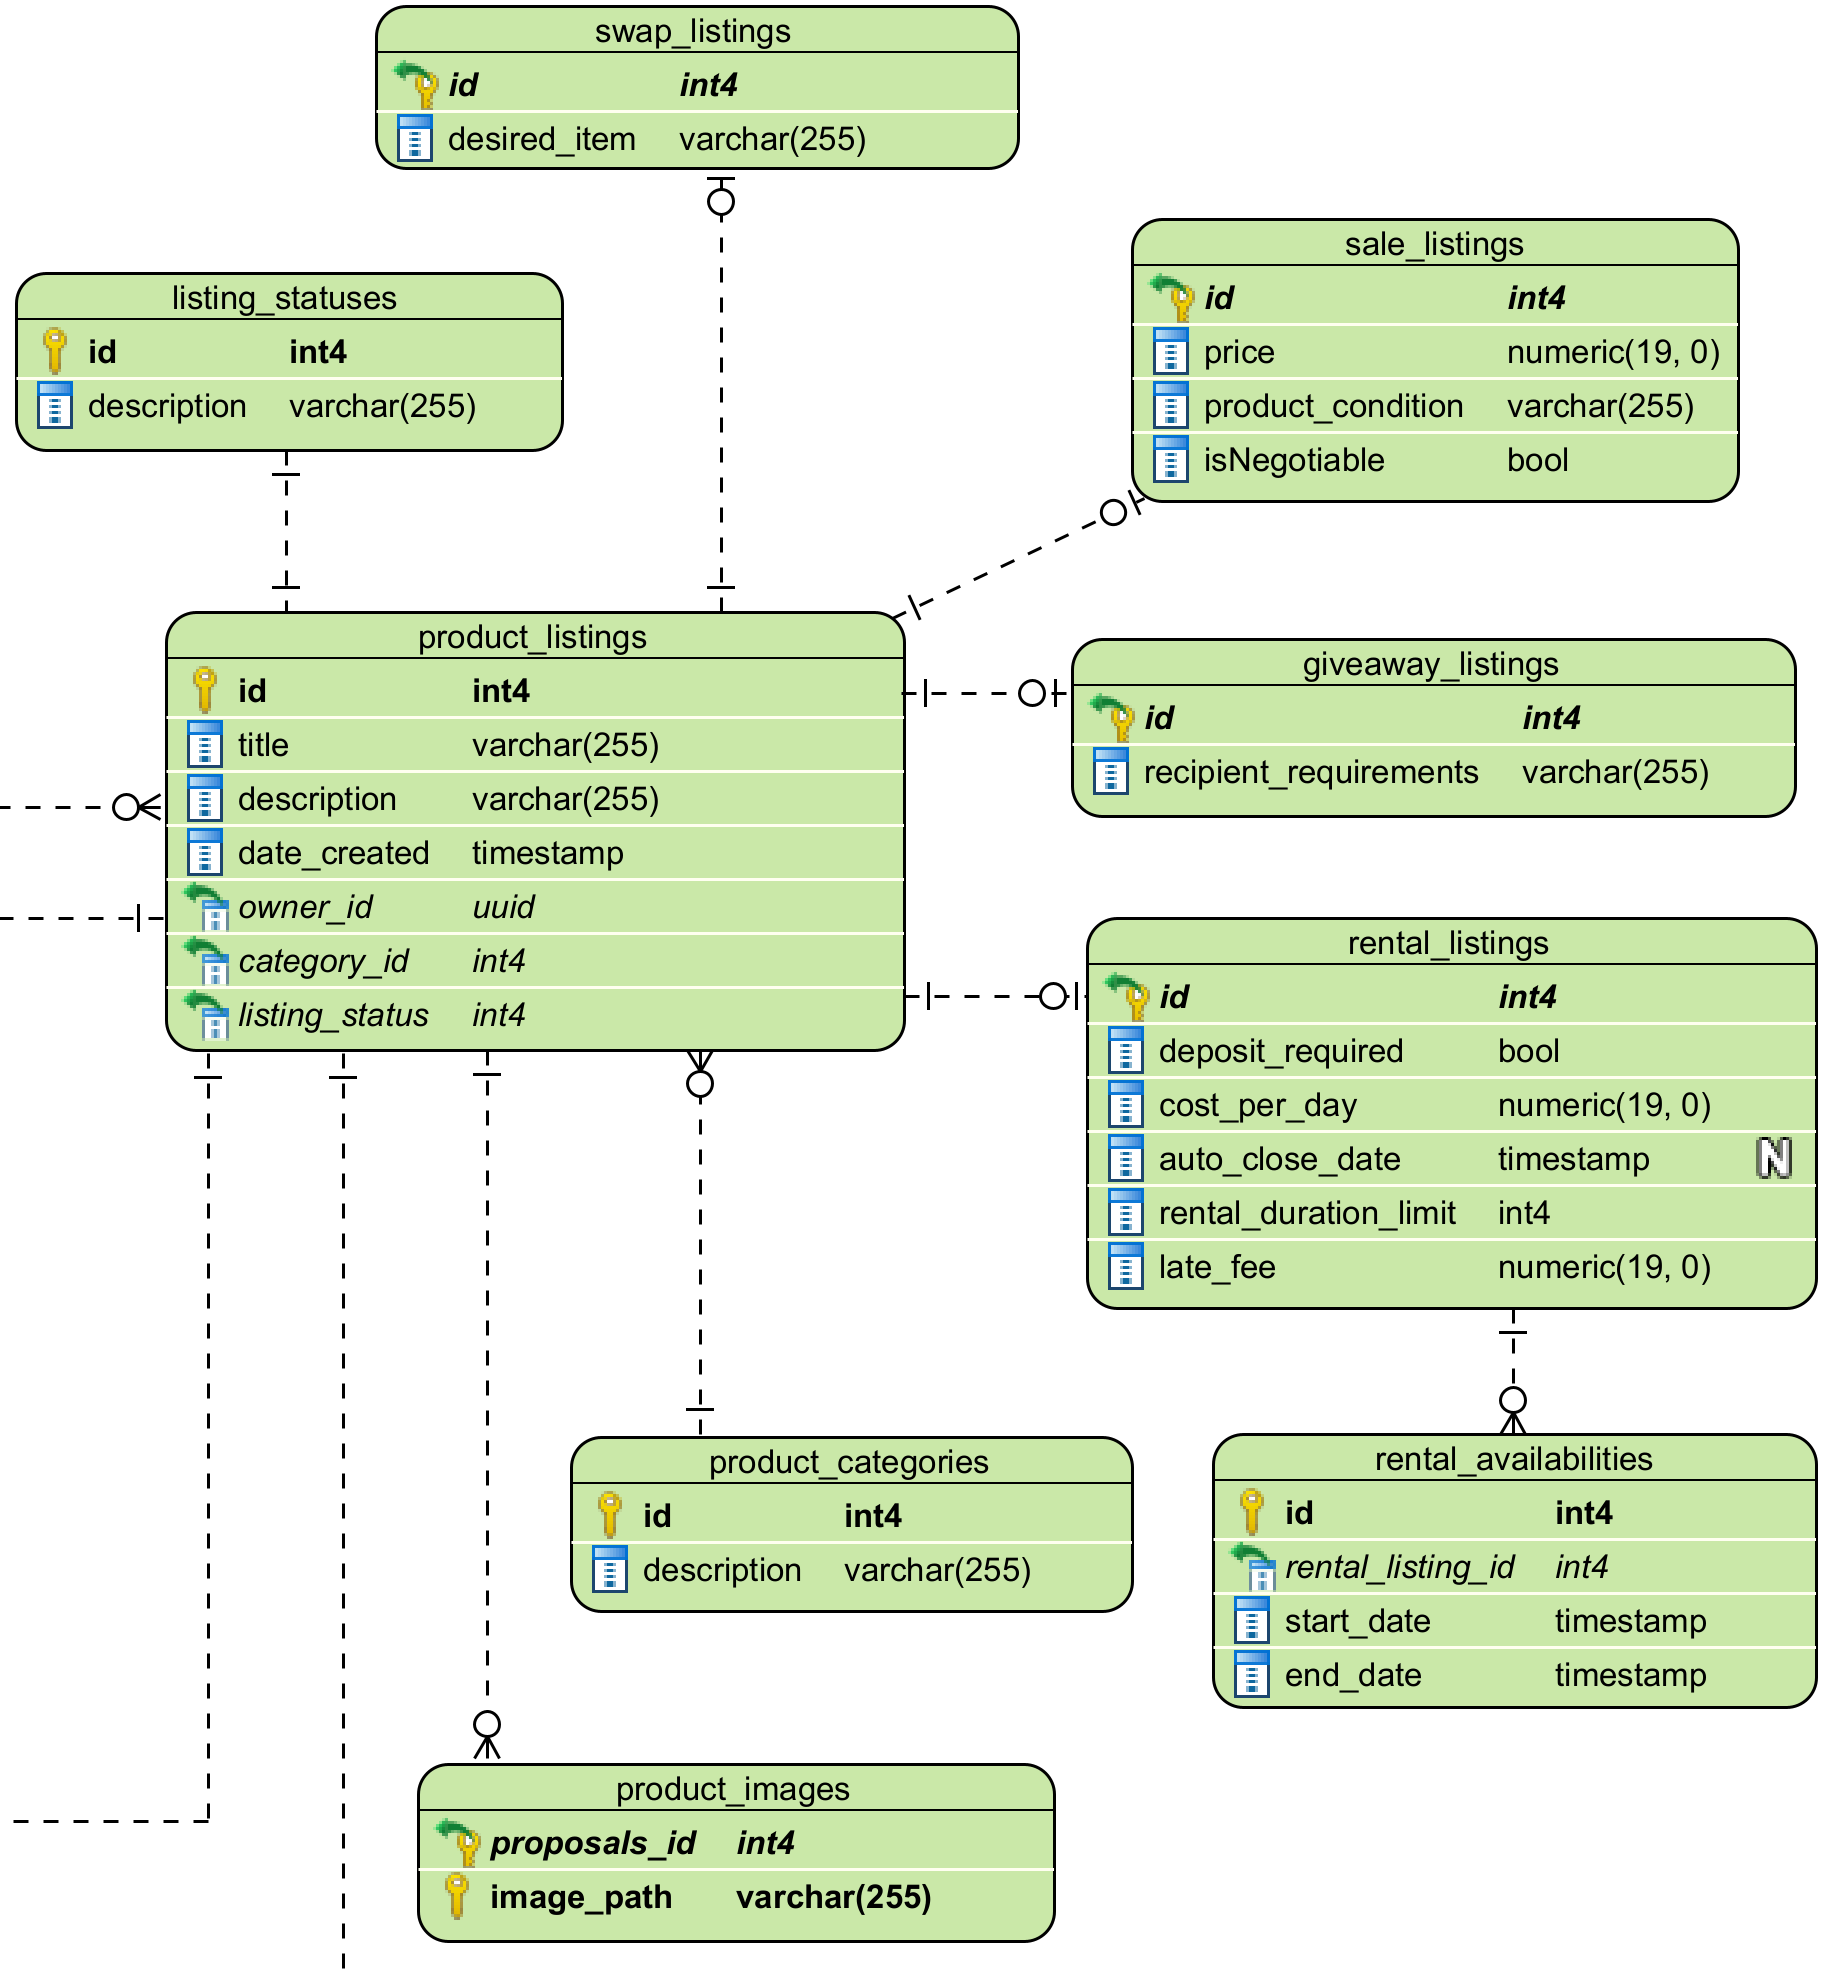 swap_listings
id int4
desired_item varchar(255)
sale_listings
id int4
price numeric(19, 0)
product_condition varchar(255)
isNegotiable bool
listing_statuses
id int4
description varchar(255)
product_listings
id int4
title varchar(255)
description varchar(255)
date_created timestamp
owner_id uuid
category_id int4
listing_status int4
giveaway_listings
id int4
recipient_requirements varchar(255)
rental_listings
id int4
deposit_required bool
cost_per_day numeric(19, 0)
auto_close_date timestamp N
rental_duration_limit int4
late_fee numeric(19, 0)
product_categories
id int4
description varchar(255)
rental_availabilities
id int4
rental_listing_id int4
start_date timestamp
end_date timestamp
product_images
proposals_id int4
image_path varchar(255)